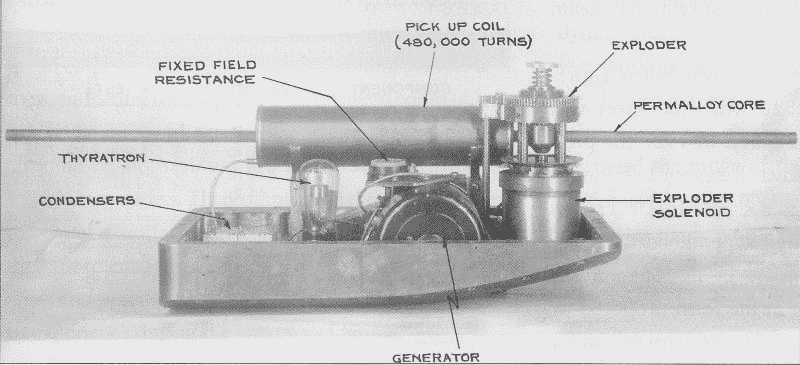 PICK UP COIL
(480,000 TURNS)
EXPLODER
FIXED FIELD
RESISTANCE
PERMALLOY CORE
THYRATRON
CONDENSERS
EXPLODER
SOLENOID
GENERATOR